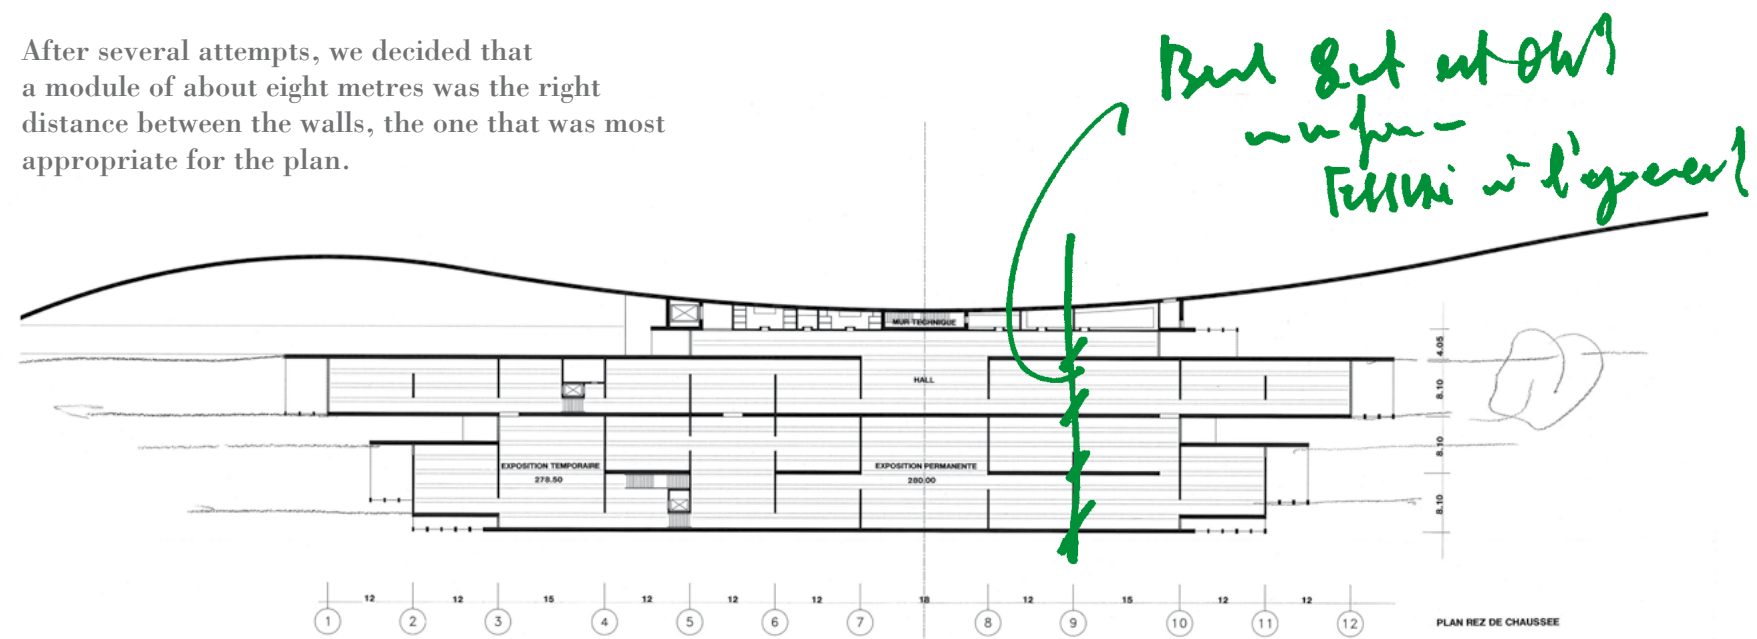 After several attempts, we decided that
a module of about eight metres was the right
distance between the walls, the one that was most
appropriate for the plan.
MUR TECHNIQUE
HALL
4.05
8.10
8.10
8.10
EXPOSITION TEMPORAIRE
278.50
EXPOSITION PERMANENTE
280.00
12 12 15 12 12 12 18 12 15 12 12
1 2 3 4 5 6 7 8 9 10 11 12
PLAN REZ DE CHAUSSEE